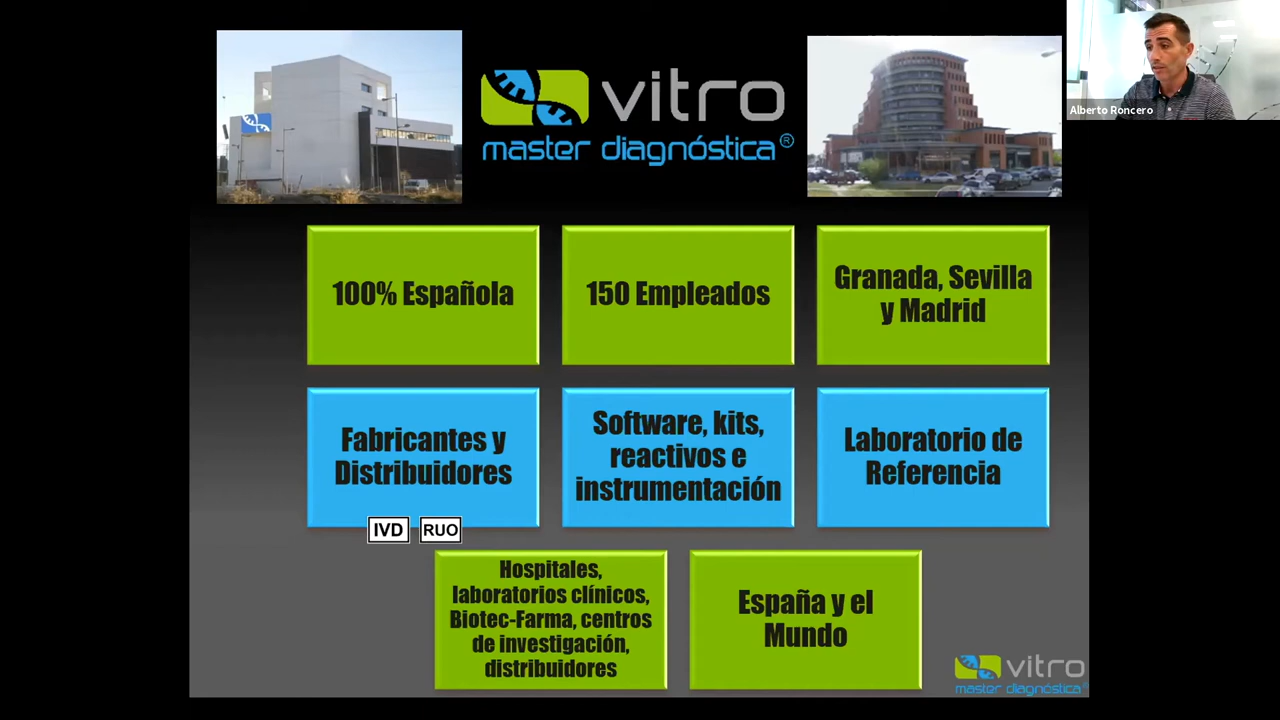 vitro
master diagnóstica®
Alberto Roncero
100% Española
150 Empleados
Granada, Sevilla
y Madrid
Fabricantes y
Distribuidores
IVD
RUO
Software, kits,
reactivos e
instrumentación
Laboratorio de
Referencia
Hospitales,
laboratorios clínicos,
Biotec-Farma, centros
de investigación,
distribuidores
España y el
Mundo
vitro
master diagnóstica®